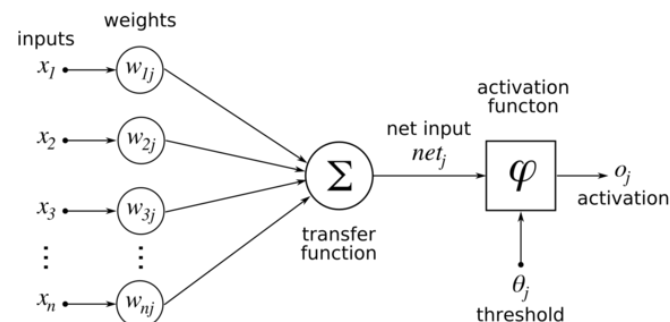 weights
inputs
x₁
w₁ⱼ
x₂
w₂ⱼ
x₃
w₃ⱼ
⋮
⋮
xₙ
wₙⱼ
Σ
transfer
function
net input
netⱼ
activation
functon
φ
oⱼ
activation
θⱼ
threshold